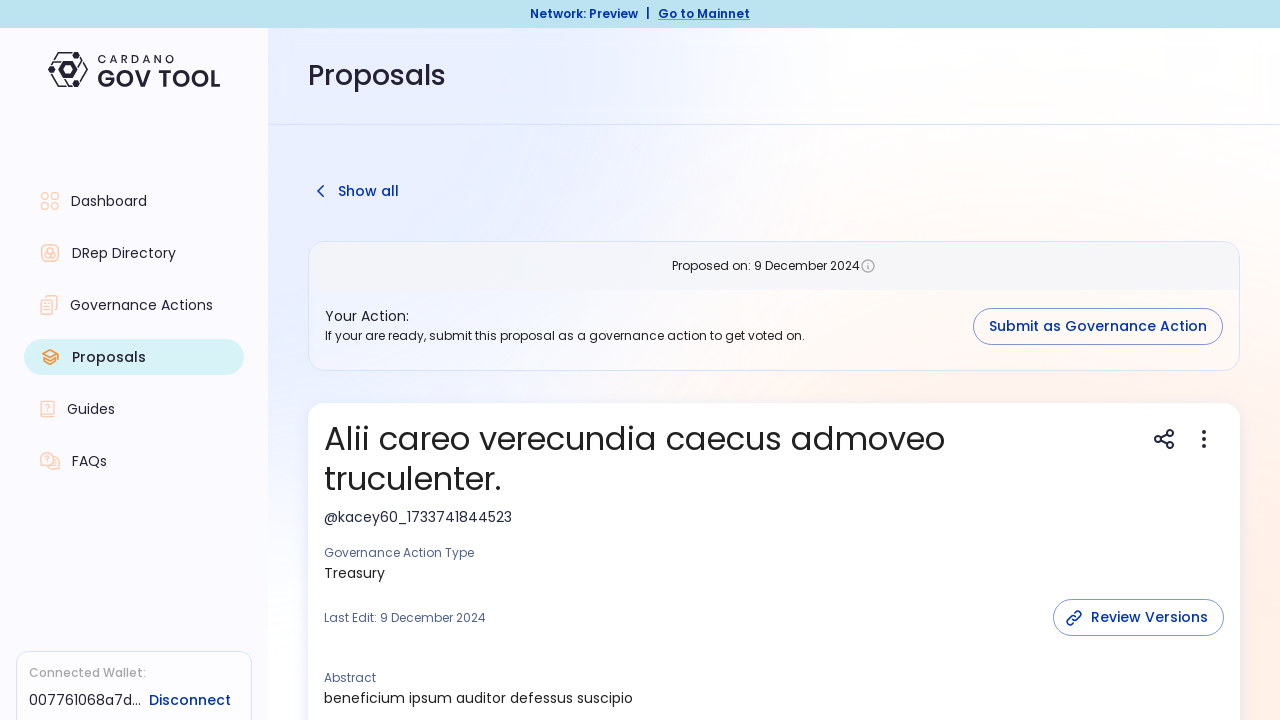 Network: Preview | Go to Mainnet
CARDANO
GOV TOOL
Proposals
Dashboard
DRep Directory
Governance Actions
Proposals
Guides
FAQs
Connected Wallet:
007761068a7d... Disconnect
Show all
Proposed on: 9 December 2024
Your Action:
If your are ready, submit this proposal as a governance action to get voted on.
Submit as Governance Action
Alii careo verecundia caecus admoveo
truculenter.
@kacey60_1733741844523
Governance Action Type
Treasury
Last Edit: 9 December 2024
Review Versions
Abstract
beneficium ipsum auditor defessus suscipio